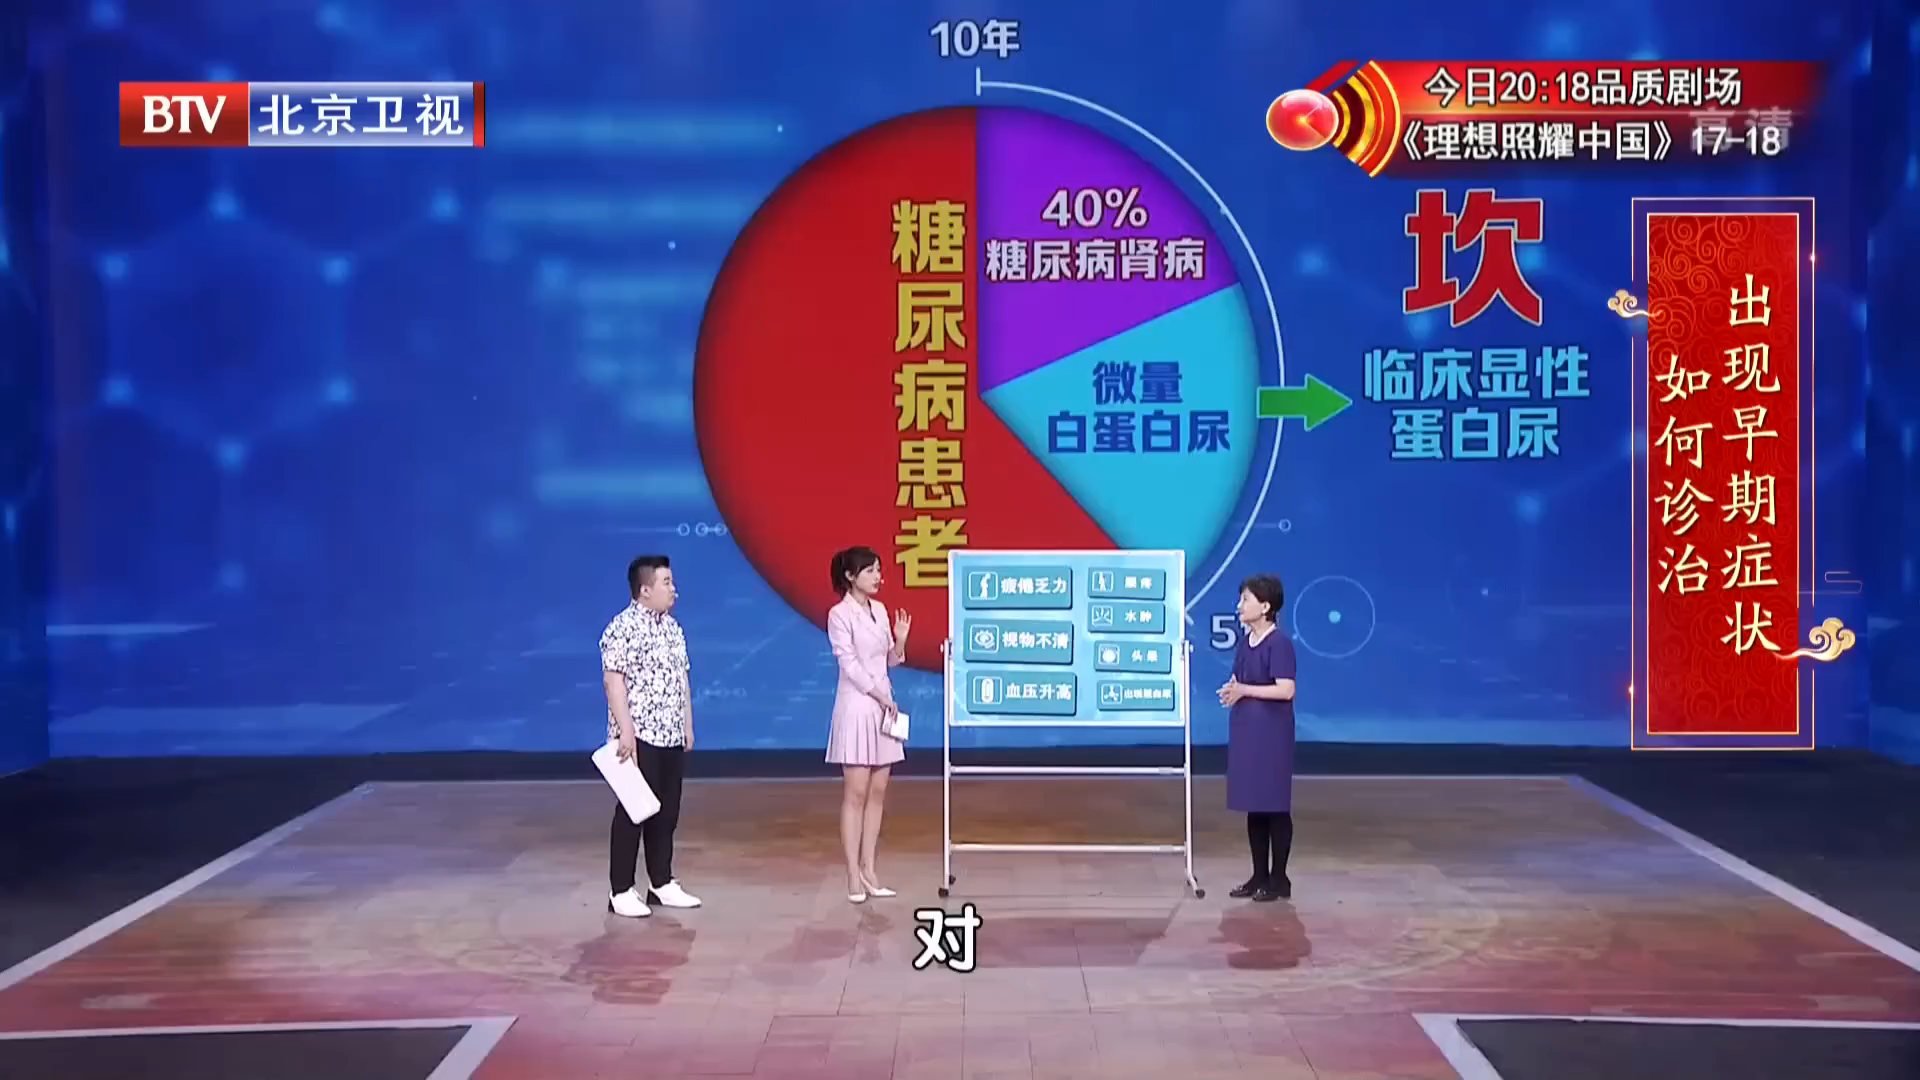 10年
BTV 北京卫视
今日20:18品质剧场
《理想照耀中国》17-18
高清
40%
糖尿病肾病
糖尿病患者
微量
白蛋白尿
坎
临床显性
蛋白尿
出现早期症状
如何诊治
疲倦乏力
视物不清
水肿
血压升高
头晕
5
对